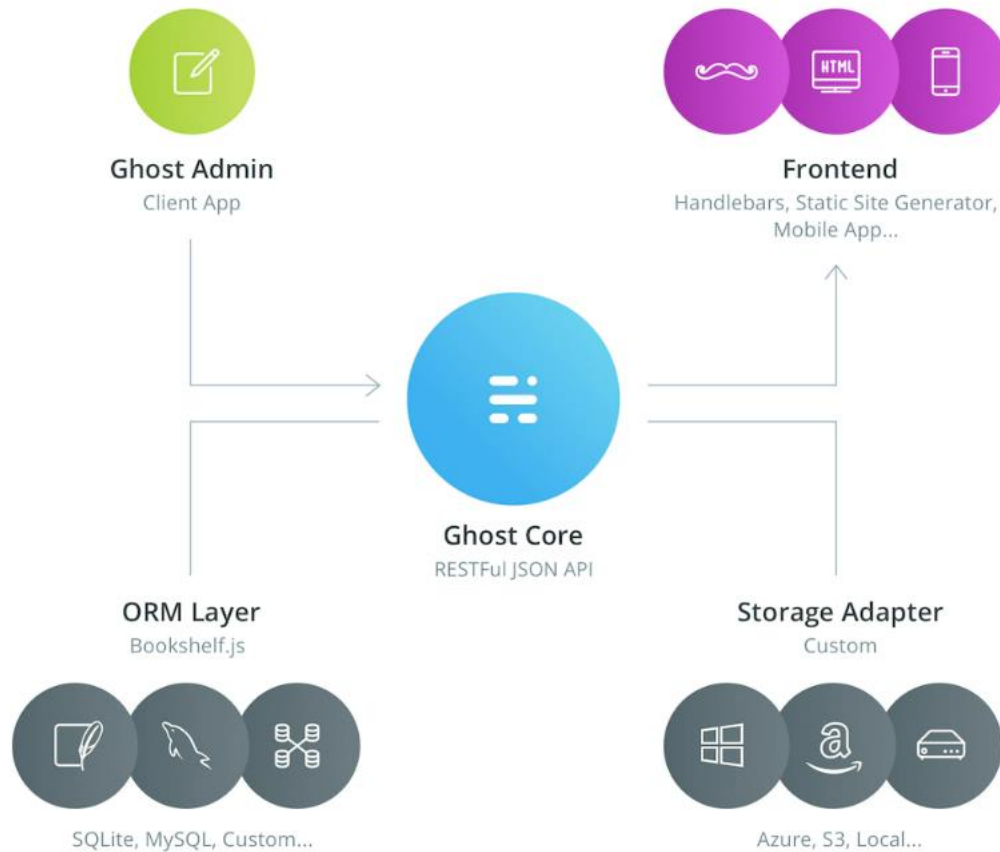 Ghost Admin
Client App
HTML
Frontend
Handlebars, Static Site Generator,
Mobile App...
Ghost Core
RESTFul JSON API
ORM Layer
Bookshelf.js
SQLite, MySQL, Custom...
Storage Adapter
Custom
a
Azure, S3, Local...